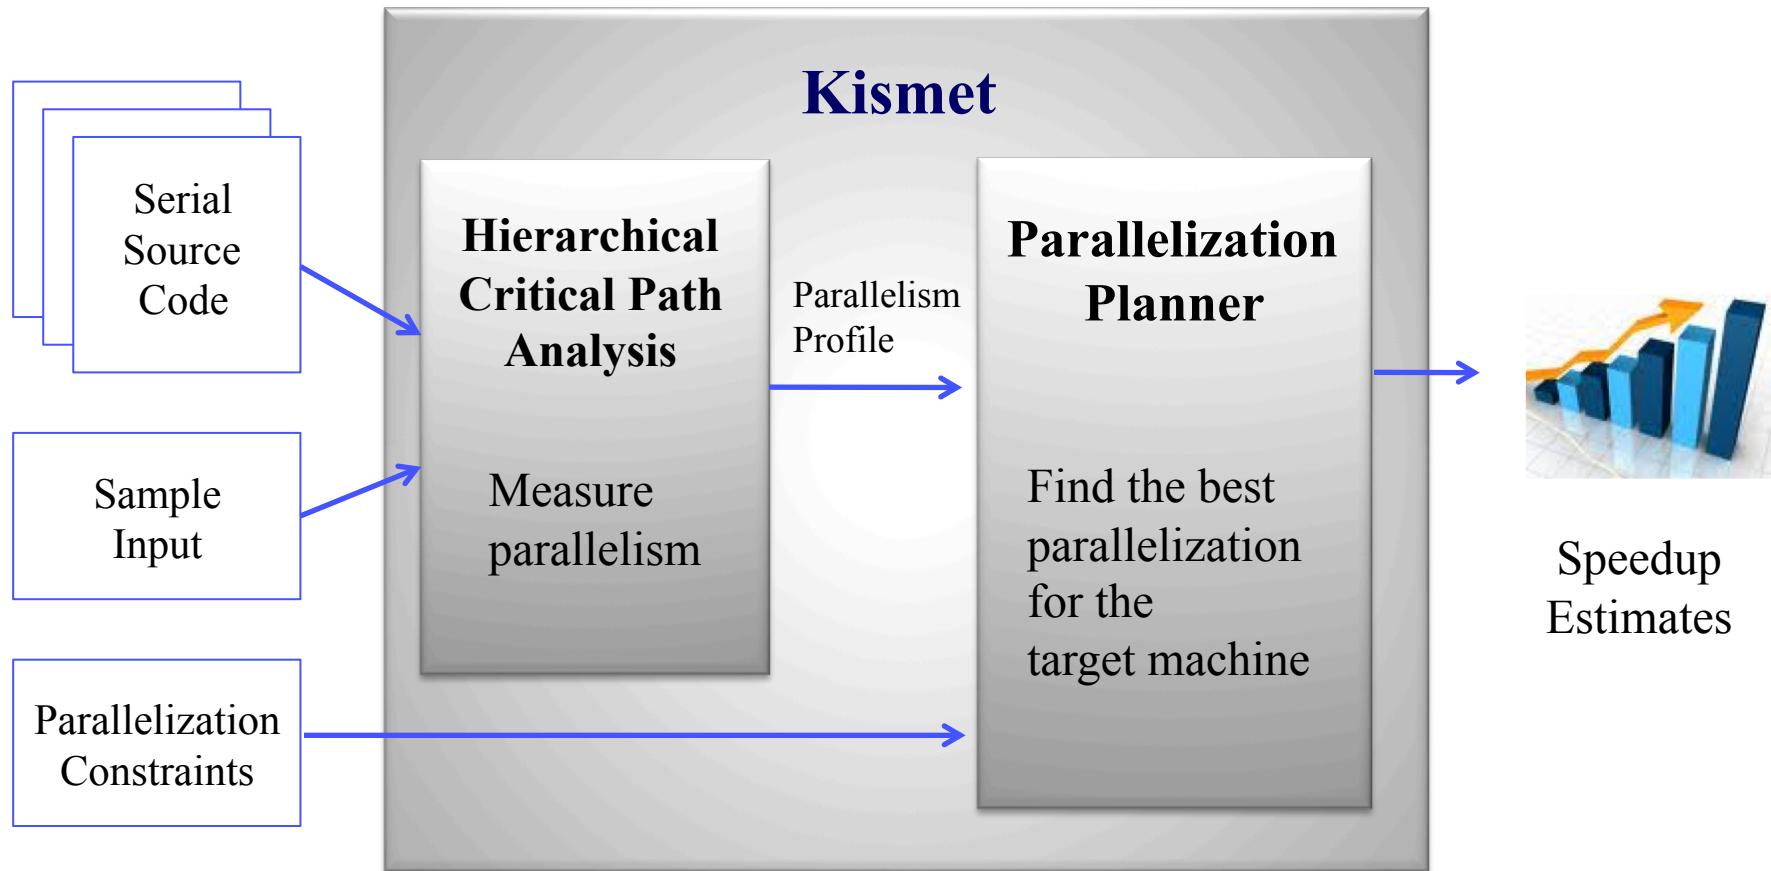 Kismet
Serial
Source
Code
Sample
Input
Parallelization
Constraints
Hierarchical
Critical Path
Analysis
Measure
parallelism
Parallelism
Profile
Parallelization
Planner
Find the best
parallelization
for the
target machine
Speedup
Estimates